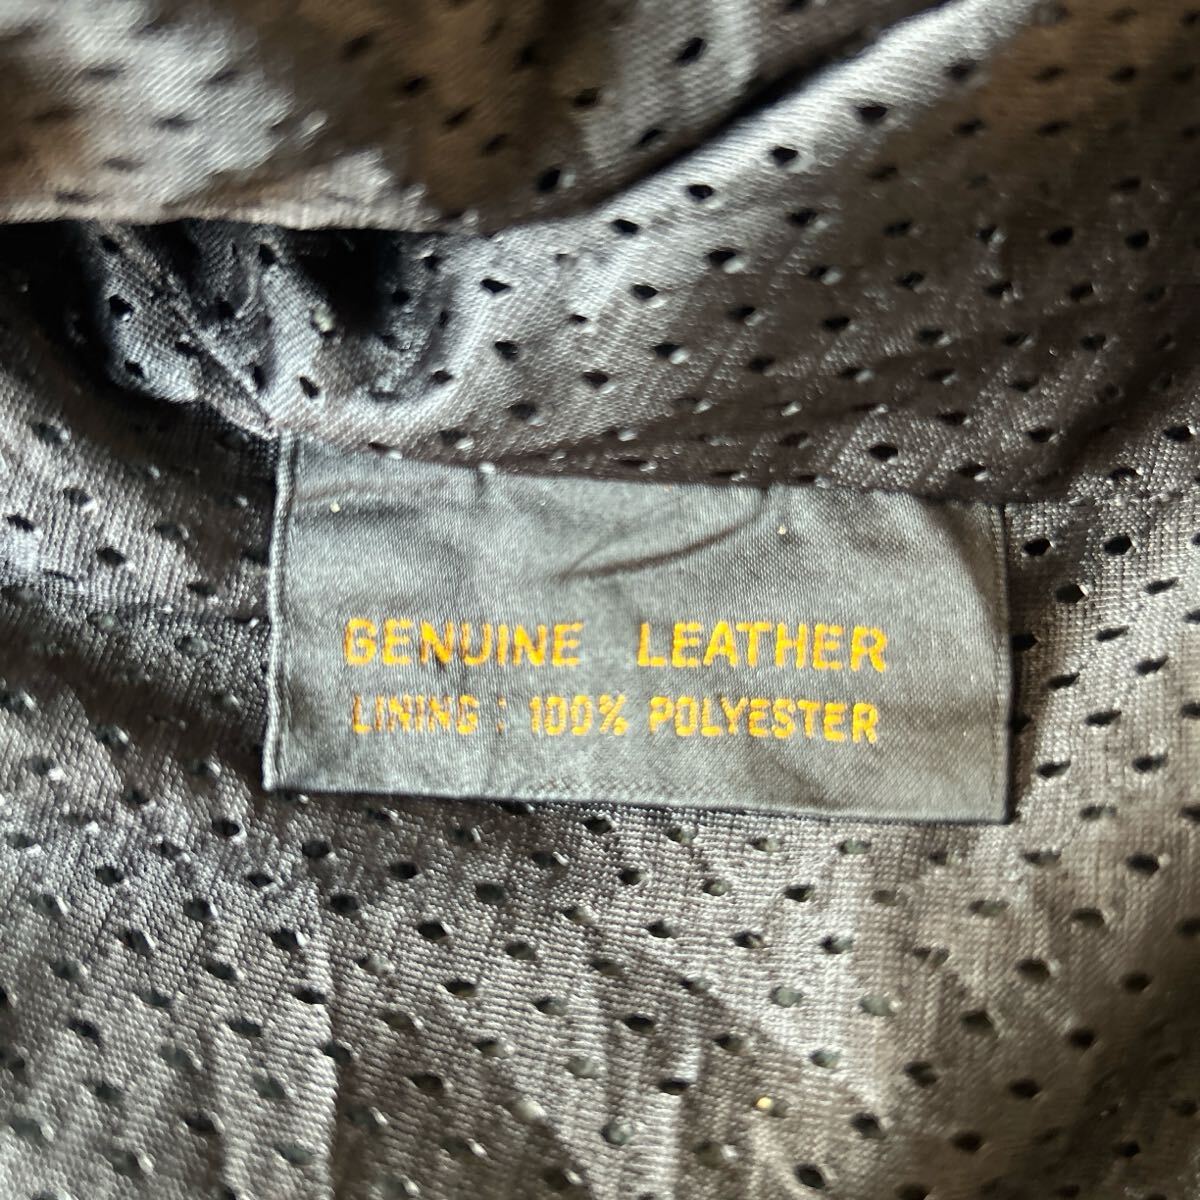 GENUINE LEATHER
LINING : 100% POLYESTER